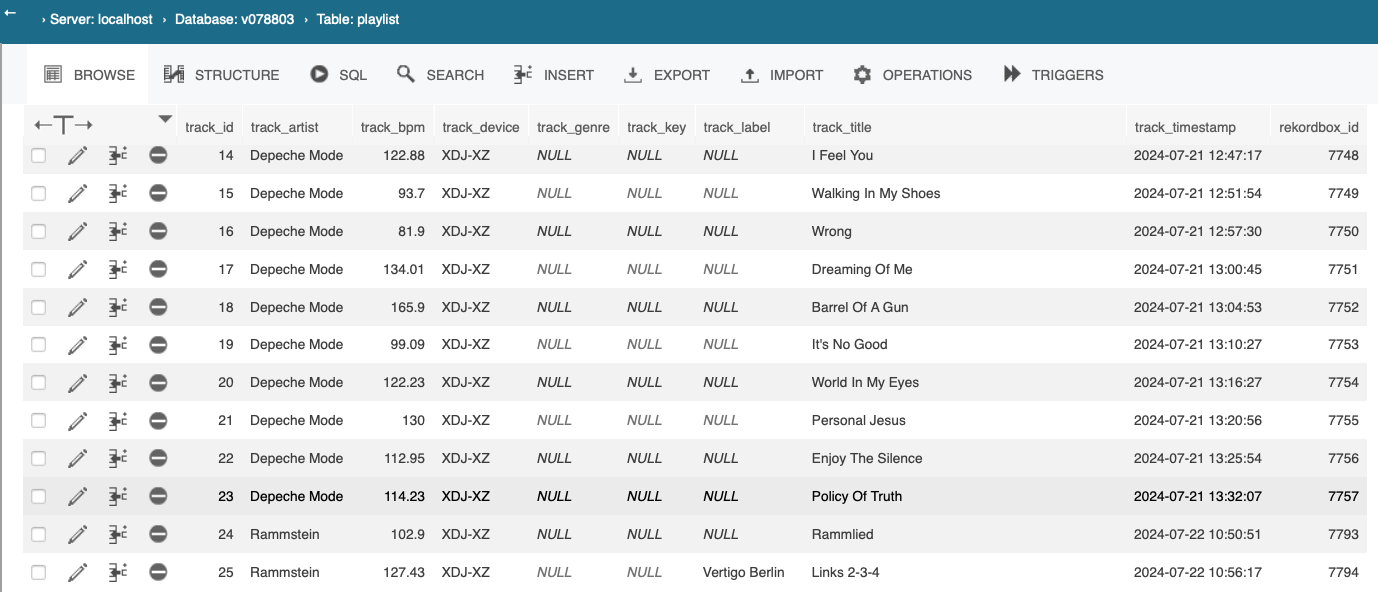 › Server: localhost › Database: v078803 › Table: playlist
BROWSE STRUCTURE SQL SEARCH INSERT EXPORT IMPORT OPERATIONS TRIGGERS
track_id track_artist track_bpm track_device track_genre track_key track_label track_title track_timestamp rekordbox_id
14 Depeche Mode 122.88 XDJ-XZ NULL NULL NULL I Feel You 2024-07-21 12:47:17 7748
15 Depeche Mode 93.7 XDJ-XZ NULL NULL NULL Walking In My Shoes 2024-07-21 12:51:54 7749
16 Depeche Mode 81.9 XDJ-XZ NULL NULL NULL Wrong 2024-07-21 12:57:30 7750
17 Depeche Mode 134.01 XDJ-XZ NULL NULL NULL Dreaming Of Me 2024-07-21 13:00:45 7751
18 Depeche Mode 165.9 XDJ-XZ NULL NULL NULL Barrel Of A Gun 2024-07-21 13:04:53 7752
19 Depeche Mode 99.09 XDJ-XZ NULL NULL NULL It's No Good 2024-07-21 13:10:27 7753
20 Depeche Mode 122.23 XDJ-XZ NULL NULL NULL World In My Eyes 2024-07-21 13:16:27 7754
21 Depeche Mode 130 XDJ-XZ NULL NULL NULL Personal Jesus 2024-07-21 13:20:56 7755
22 Depeche Mode 112.95 XDJ-XZ NULL NULL NULL Enjoy The Silence 2024-07-21 13:25:54 7756
23 Depeche Mode 114.23 XDJ-XZ NULL NULL NULL Policy Of Truth 2024-07-21 13:32:07 7757
24 Rammstein 102.9 XDJ-XZ NULL NULL NULL Rammlied 2024-07-22 10:50:51 7793
25 Rammstein 127.43 XDJ-XZ NULL NULL Vertigo Berlin Links 2-3-4 2024-07-22 10:56:17 7794